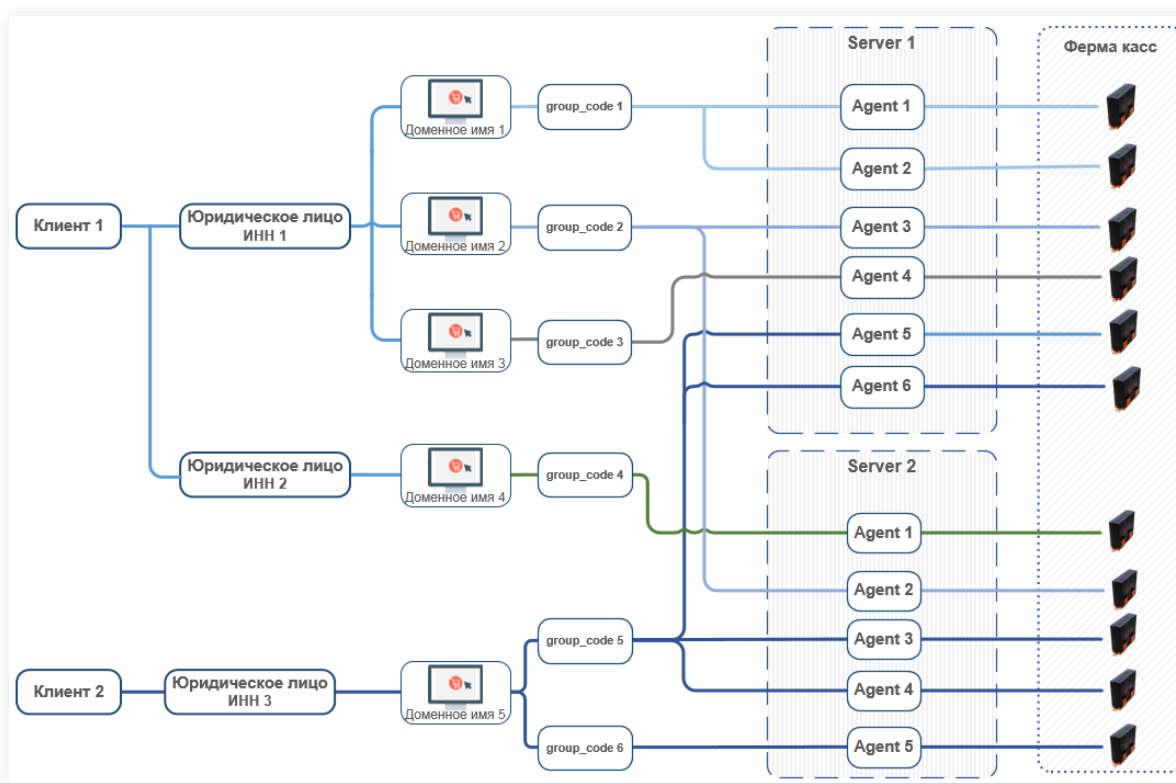 Server 1
Ферма касс
Доменное имя 1
group_code 1
Agent 1
Agent 2
Клиент 1
Юридическое лицо
ИНН 1
Доменное имя 2
group_code 2
Agent 3
Agent 4
Доменное имя 3
group_code 3
Agent 5
Agent 6
Юридическое лицо
ИНН 2
Доменное имя 4
group_code 4
Server 2
Agent 1
Agent 2
group_code 5
Agent 3
Клиент 2
Юридическое лицо
ИНН 3
Доменное имя 5
Agent 4
group_code 6
Agent 5